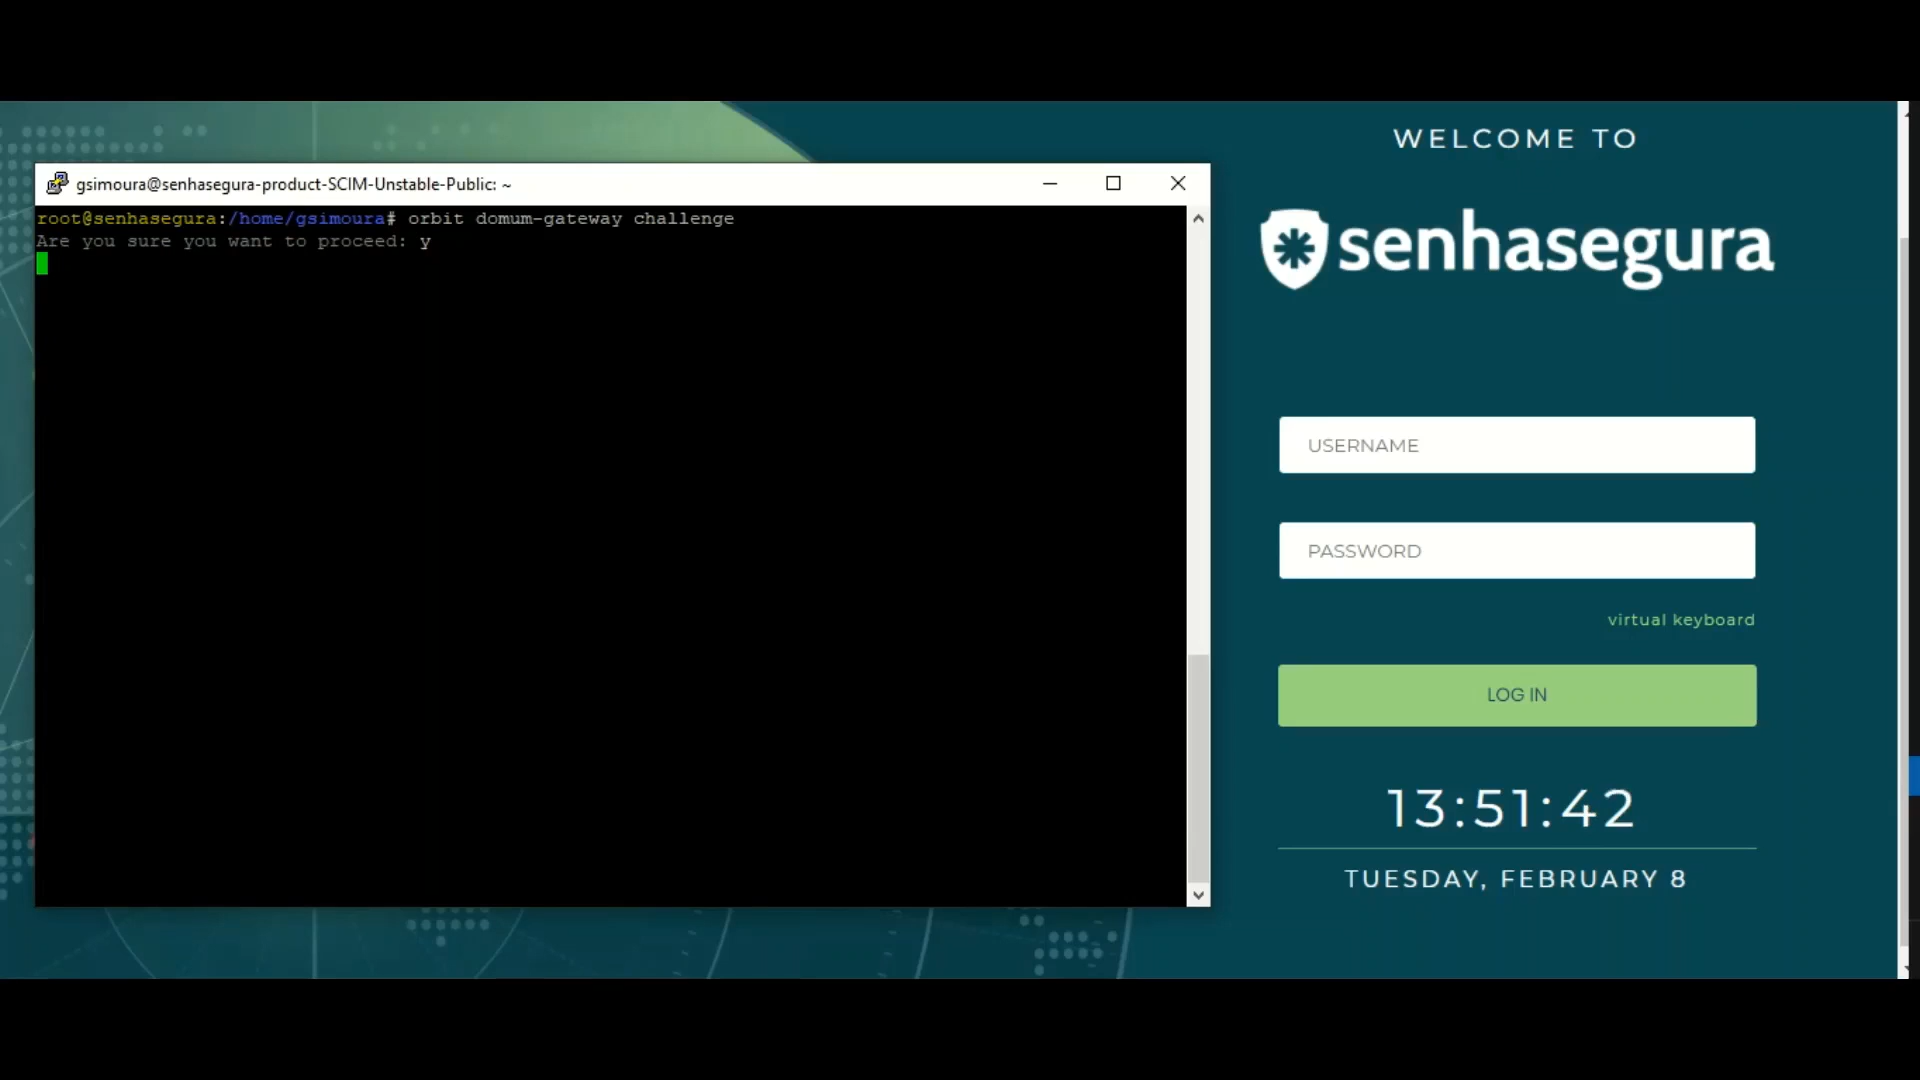 gsimoura@senhasegura-product-SCIM-Unstable-Public: ~
root@senhasegura:/home/gsimoura# orbit domum-gateway challenge
Are you sure you want to proceed: y
WELCOME TO
senhasegura
USERNAME
PASSWORD
virtual keyboard
LOG IN
13:51:42
TUESDAY, FEBRUARY 8